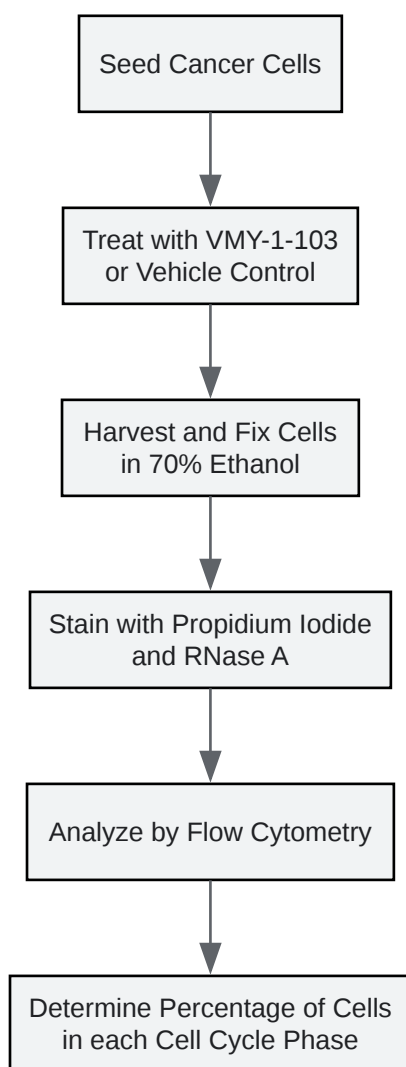 Seed Cancer Cells
Treat with VMY-1-103
or Vehicle Control
Harvest and Fix Cells
in 70% Ethanol
Stain with Propidium Iodide
and RNase A
Analyze by Flow Cytometry
Determine Percentage of Cells
in each Cell Cycle Phase